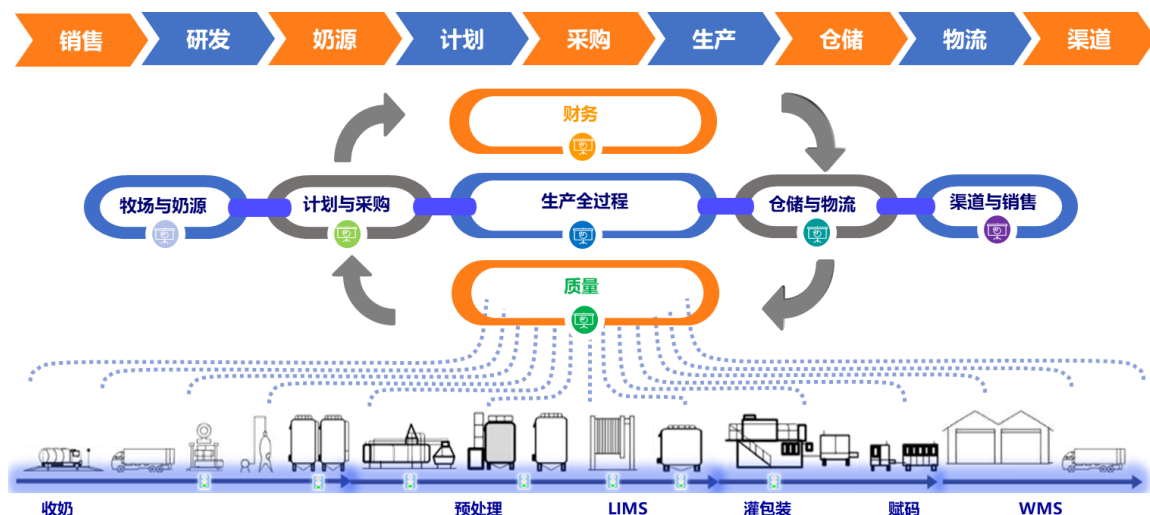 销售
研发
奶源
计划
采购
生产
仓储
物流
渠道
财务
牧场与奶源
计划与采购
生产全过程
仓储与物流
渠道与销售
质量
收奶
预处理
LIMS
灌包装
赋码
WMS